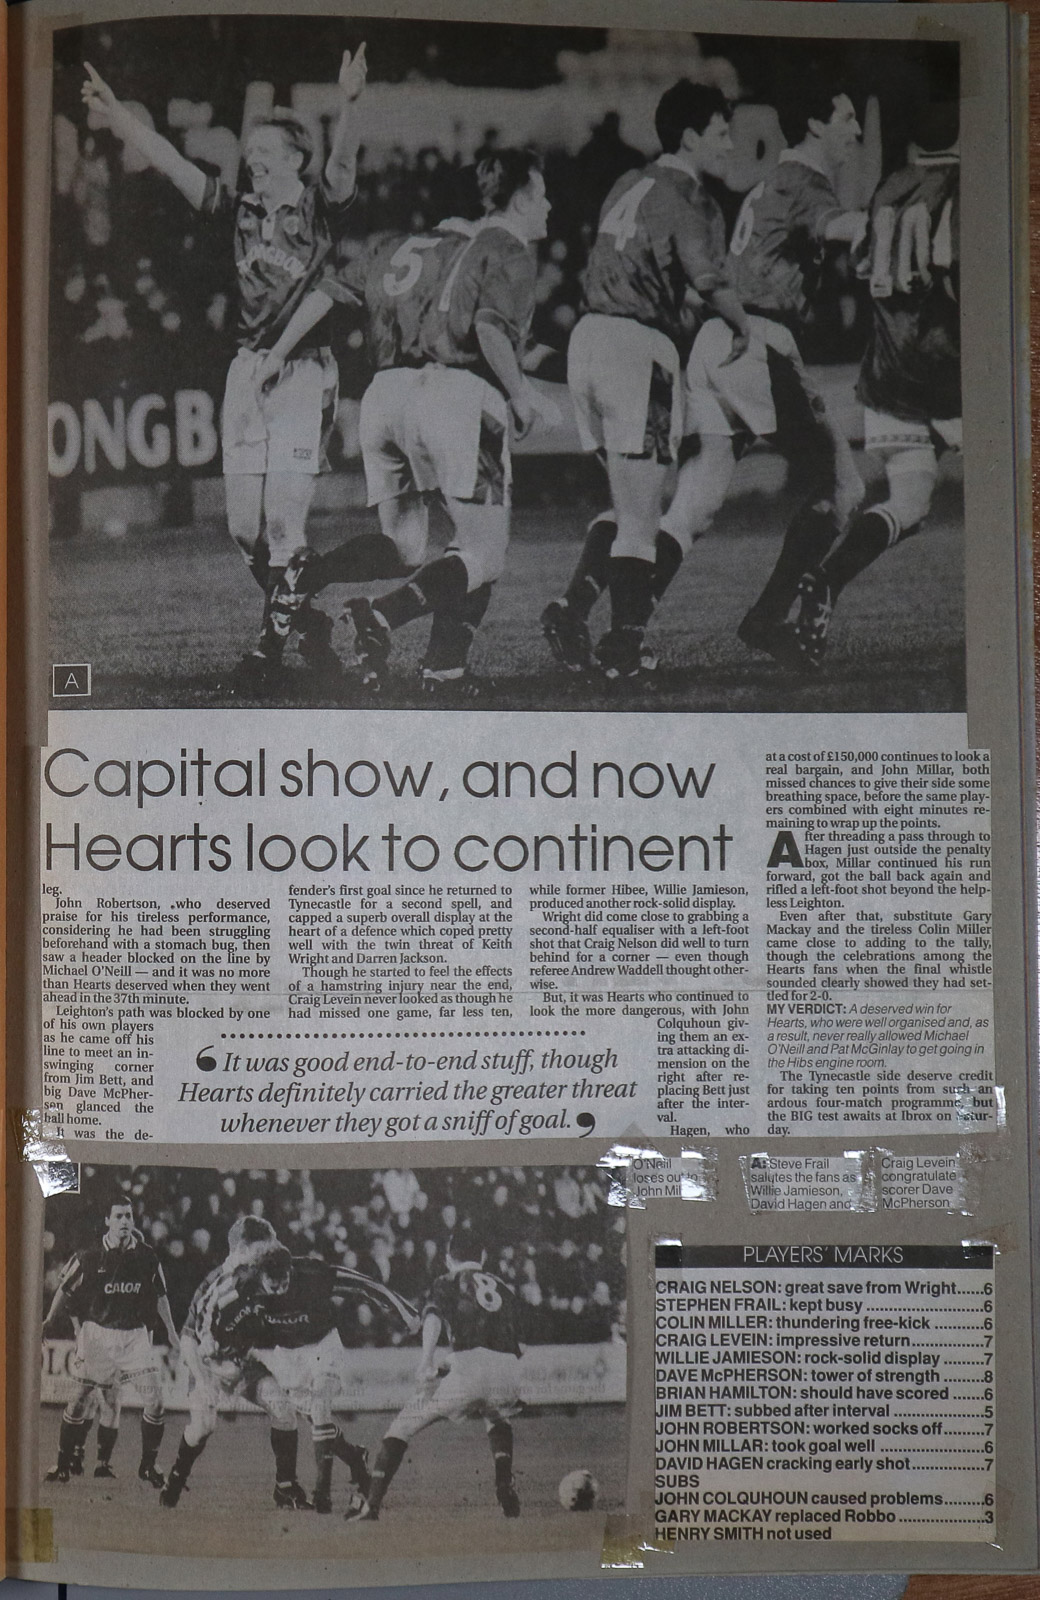 ONGB
5
4
6
10
A
Capital show, and now
Hearts look to continent
leg.
John Robertson, who deserved
praise for his tireless performance,
considering he had been struggling
beforehand with a stomach bug, then
saw a header blocked on the line by
Michael O'Neill — and it was no more
than Hearts deserved when they went
ahead in the 37th minute.
Leighton's path was blocked by one
of his own players
as he came off his
line to meet an in-
swinging corner
from Jim Bett, and
big Dave McPher-
son glanced the
ball home.
It was the de-
fender's first goal since he returned to
Tynecastle for a second spell, and
capped a superb overall display at the
heart of a defence which coped pretty
well with the twin threat of Keith
Wright and Darren Jackson.
Though he started to feel the effects
of a hamstring injury near the end,
Craig Levein never looked as though he
had missed one game, far less ten,
while former Hibee, Willie Jamieson,
produced another rock-solid display.
Wright did come close to grabbing a
second-half equaliser with a left-foot
shot that Craig Nelson did well to turn
behind for a corner — even though
referee Andrew Waddell thought other-
wise.
But, it was Hearts who continued to
look the more dangerous, with John
Colquhoun giv-
ing them an ex-
tra attacking di-
mension on the
right after re-
placing Bett just
after the inter-
val.
Hagen, who
‘It was good end-to-end stuff, though
Hearts definitely carried the greater threat
whenever they got a sniff of goal.’
at a cost of £150,000 continues to look a
real bargain, and John Millar, both
missed chances to give their side some
breathing space, before the same play-
ers combined with eight minutes re-
maining to wrap up the points.
After threading a pass through to
Hagen just outside the penalty
box, Millar continued his run
forward, got the ball back again and
rifled a left-foot shot beyond the help-
less Leighton.
Even after that, substitute Gary
Mackay and the tireless Colin Miller
came close to adding to the tally,
though the celebrations among the
Hearts fans when the final whistle
sounded clearly showed they had set-
tled for 2-0.
MY VERDICT: A deserved win for
Hearts, who were well organised and, as
a result, never really allowed Michael
O'Neill and Pat McGinlay to get going in
the Hibs engine room.
The Tynecastle side deserve credit
for taking ten points from such an
ardous four-match programme, but
the BIG test awaits at Ibrox on Satur-
day.
O'Neill
loses out to
John Mil
A: Steve Frail
salutes the fans as
Willie Jamieson,
David Hagen and
Craig Levein
congratulate
scorer Dave
McPherson
CALOR
8
PLAYERS' MARKS
CRAIG NELSON: great save from Wright......6
STEPHEN FRAIL: kept busy ......6
COLIN MILLER: thundering free-kick ......6
CRAIG LEVEIN: impressive return......7
WILLIE JAMIESON: rock-solid display ......7
DAVE McPHERSON: tower of strength ......8
BRIAN HAMILTON: should have scored ......6
JIM BETT: subbed after interval ......5
JOHN ROBERTSON: worked socks off......7
JOHN MILLAR: took goal well ......6
DAVID HAGEN cracking early shot......7
SUBS
JOHN COLQUHOUN caused problems......6
GARY MACKAY replaced Robbo ......3
HENRY SMITH not used